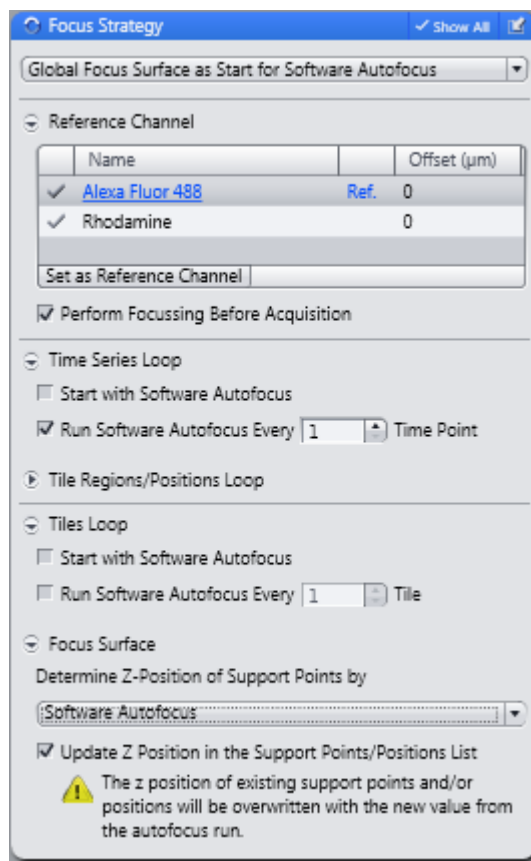 Focus Strategy
Show All
Global Focus Surface as Start for Software Autofocus
Reference Channel
Name Offset (µm)
Alexa Fluor 488 Ref. 0
Rhodamine 0
Set as Reference Channel
Perform Focussing Before Acquisition
Time Series Loop
Start with Software Autofocus
Run Software Autofocus Every 1 Time Point
Tile Regions/Positions Loop
Tiles Loop
Start with Software Autofocus
Run Software Autofocus Every 1 Tile
Focus Surface
Determine Z-Position of Support Points by
Software Autofocus
Update Z Position in the Support Points/Positions List
The z position of existing support points and/or
positions will be overwritten with the new value from
the autofocus run.